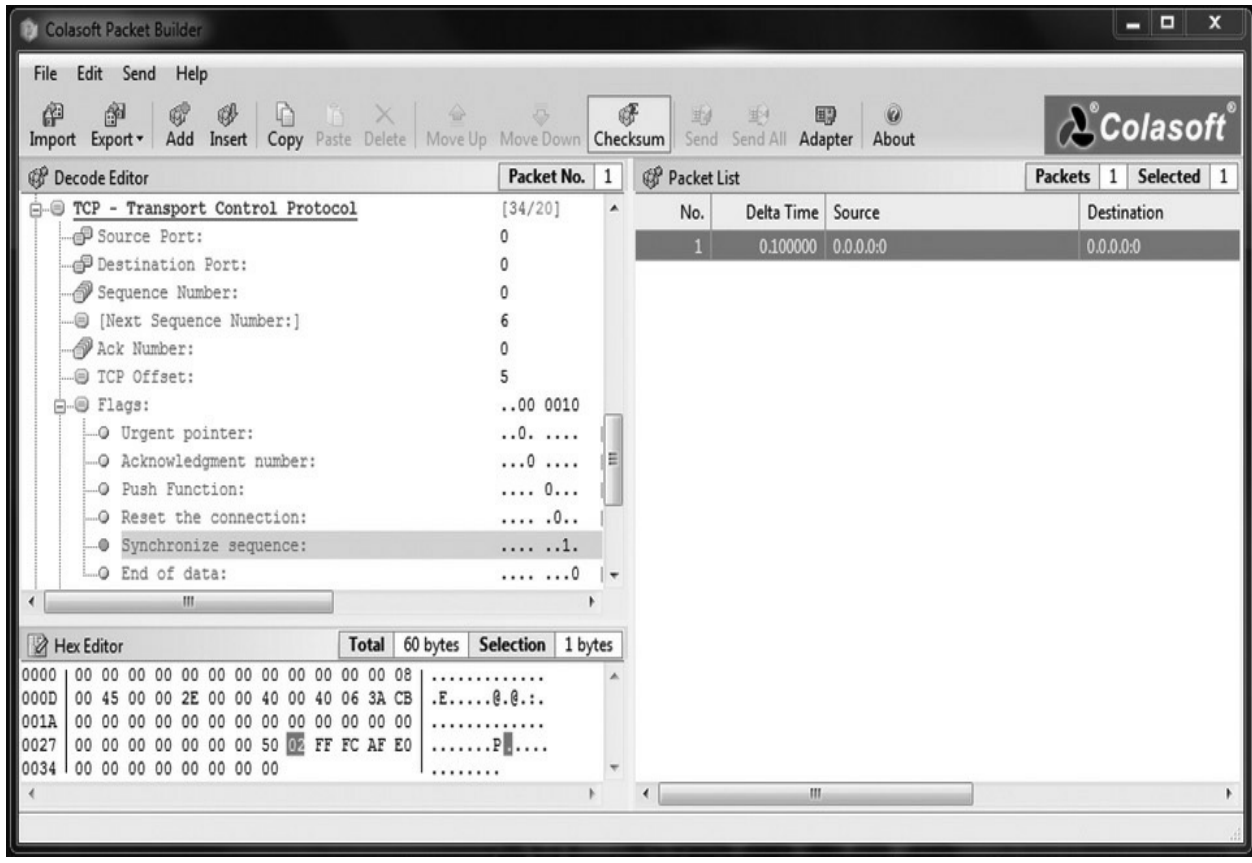 Colasoft Packet Builder
File Edit Send Help
Import Export Add Insert Copy Paste Delete Move Up Move Down Checksum Send Send All Adapter About
Colasoft®
Decode Editor Packet No. 1
TCP - Transport Control Protocol [34/20]
Source Port: 0
Destination Port: 0
Sequence Number: 0
[Next Sequence Number:] 6
Ack Number: 0
TCP Offset: 5
Flags: ..00 0010
Urgent pointer: ..0. ....
Acknowledgment number: ...0 ....
Push Function: .... 0...
Reset the connection: .... .0..
Synchronize sequence: .... ..1.
End of data: .... ...0
Hex Editor Total 60 bytes Selection 1 bytes
0000 00 00 00 00 00 00 00 00 00 00 00 00 08 .............
000D 00 45 00 00 2E 00 00 40 00 40 06 3A CB .E.....@.@.:.
001A 00 00 00 00 00 00 00 00 00 00 00 00 00 .............
0027 00 00 00 00 00 00 00 50 02 FF FC AF E0 .......P.....
0034 00 00 00 00 00 00 00 00 ........
Packet List Packets 1 Selected 1
No. Delta Time Source Destination
1 0.100000 0.0.0.0:0 0.0.0.0:0